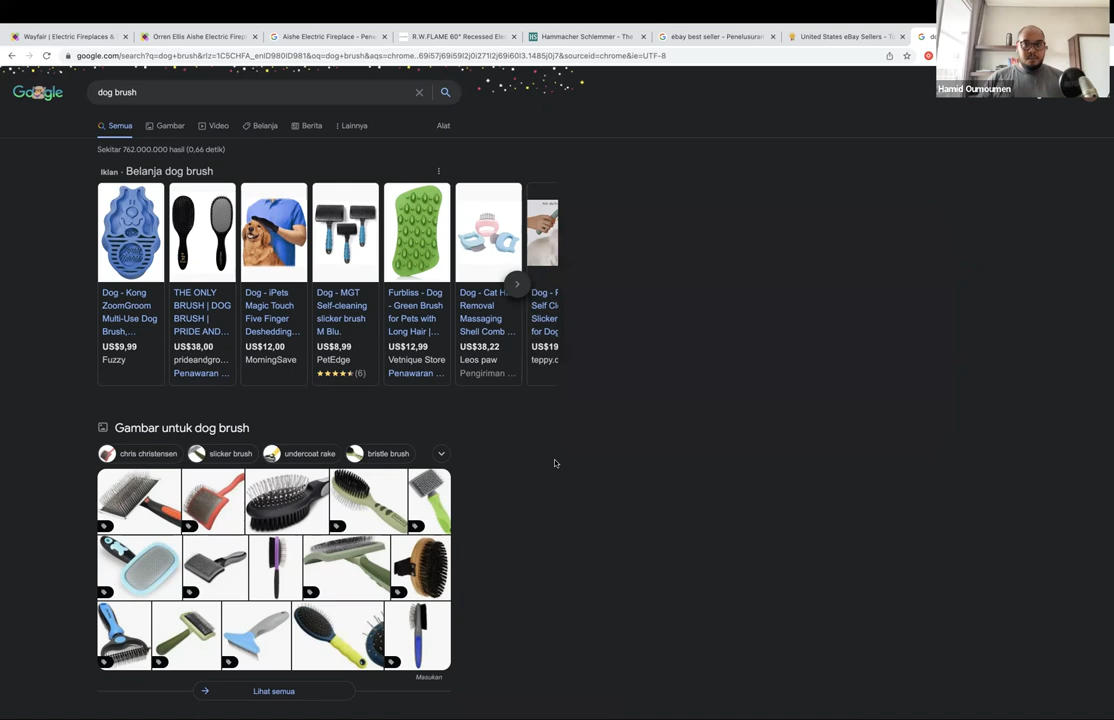 Wayfair | Electric Fireplaces &
Orren Ellis Aishe Electric Firep
Aishe Electric Fireplace - Pene
R.W.FLAME 60" Recessed Elec
Hammacher Schlemmer - The
ebay best seller - Penelusuran
United States eBay Sellers - To
google.com/search?q=dog+brush&rlz=1C5CHFA_enID980ID981&oq=dog+brush&aqs=chrome..69i57j69i59l2j0i271l2j69i60l3.1485j0j7&sourceid=chrome&ie=UTF-8
Hamid Oumoumen
Google
dog brush
Semua
Gambar
Video
Belanja
Berita
Lainnya
Alat
Sekitar 762.000.000 hasil (0,66 detik)
Iklan · Belanja dog brush
Dog - Kong
ZoomGroom
Multi-Use Dog
Brush,...
US$9,99
Fuzzy
THE ONLY
BRUSH | DOG
BRUSH |
PRIDE AND...
US$38,00
prideandgro...
Penawaran ...
Dog - iPets
Magic Touch
Five Finger
Deshedding...
US$12,00
MorningSave
Dog - MGT
Self-cleaning
slicker brush
M Blu.
US$8,99
PetEdge
(6)
Furbliss - Dog
- Green Brush
for Pets with
Long Hair |...
US$12,99
Vetnique Store
Penawaran ...
Dog - Cat H
Removal
Massaging
Shell Comb ...
US$38,22
Leos paw
Pengiriman ...
Dog - F
Self Cl
Slicker
for Dog
US$19
teppy.c
Gambar untuk dog brush
chris christensen
slicker brush
undercoat rake
bristle brush
Masukan
Lihat semua